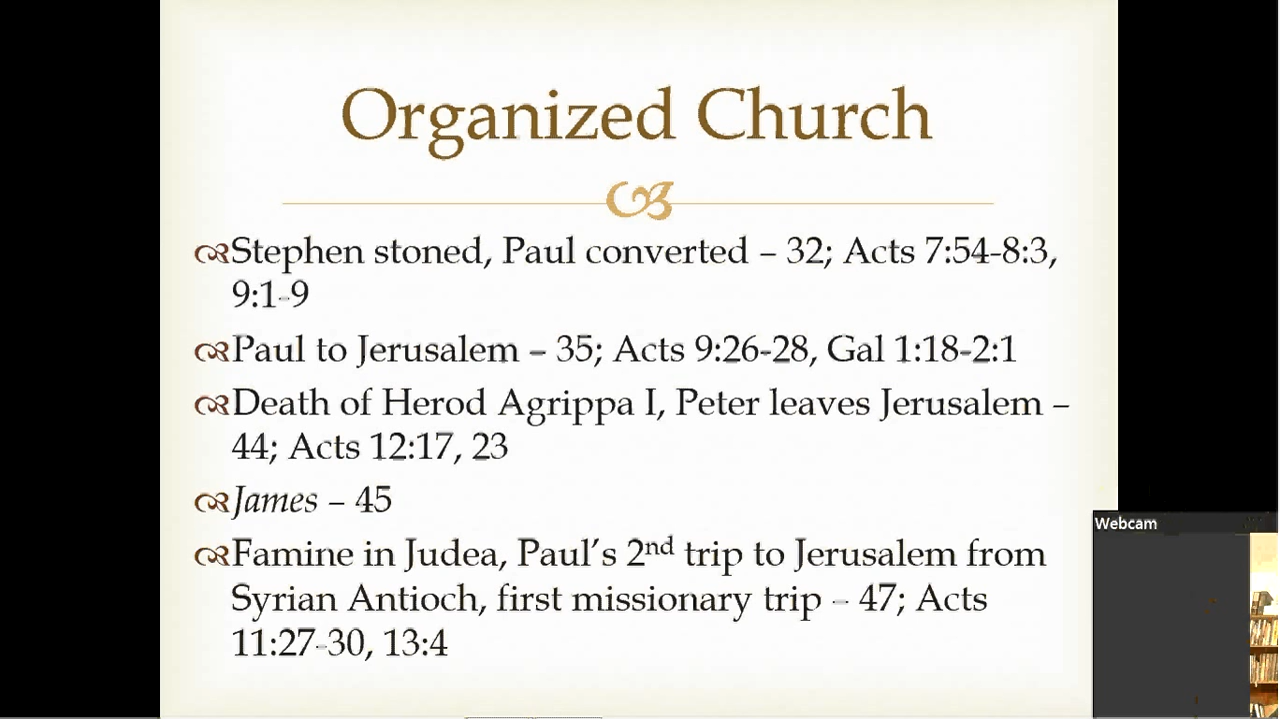 Organized Church
Stephen stoned, Paul converted – 32; Acts 7:54-8:3,
9:1-9
Paul to Jerusalem – 35; Acts 9:26-28, Gal 1:18-2:1
Death of Herod Agrippa I, Peter leaves Jerusalem –
44; Acts 12:17, 23
James – 45
Famine in Judea, Paul’s 2nd trip to Jerusalem from
Syrian Antioch, first missionary trip – 47; Acts
11:27-30, 13:4
Webcam